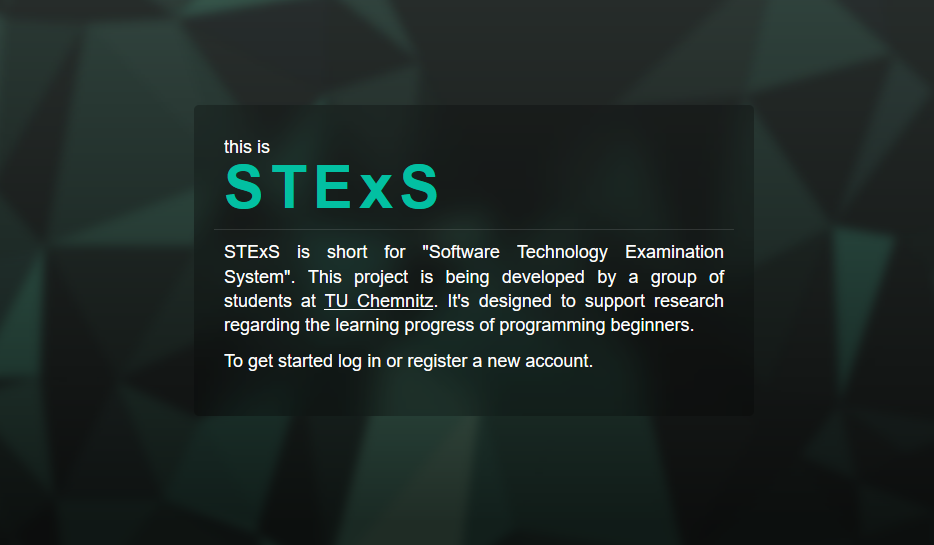 this is
STExS
STExS is short for "Software Technology Examination
System". This project is being developed by a group of
students at TU Chemnitz. It's designed to support research
regarding the learning progress of programming beginners.
To get started log in or register a new account.